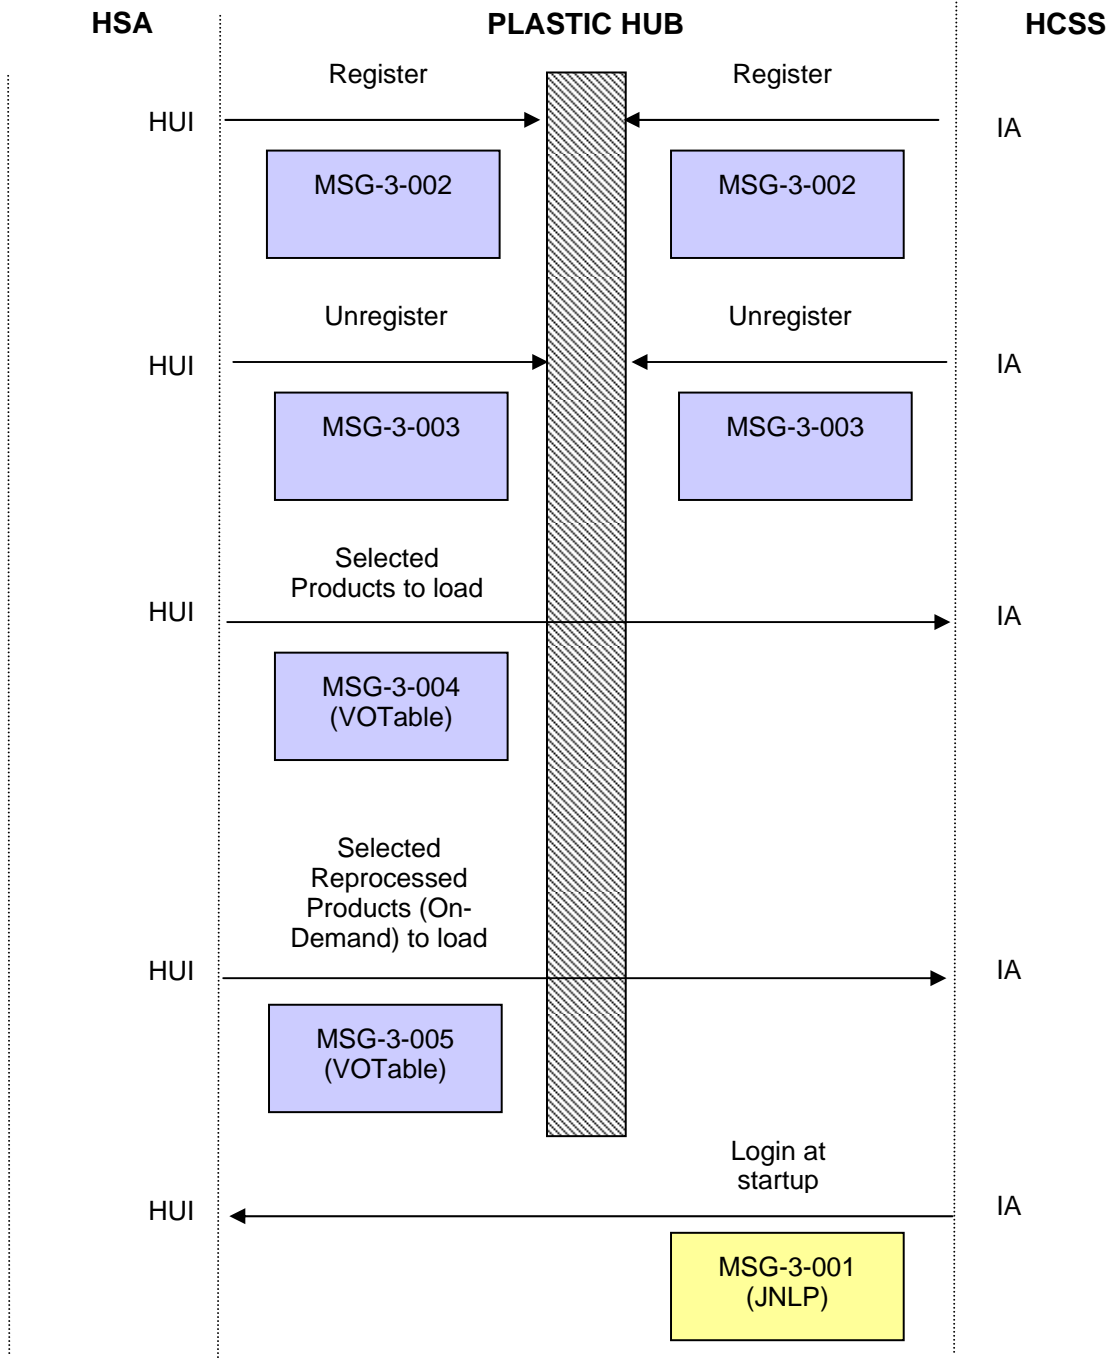 HSA
PLASTIC HUB
HCSS
Register
Register
HUI
IA
MSG-3-002
MSG-3-002
Unregister
Unregister
HUI
IA
MSG-3-003
MSG-3-003
Selected
Products to load
HUI
IA
MSG-3-004
(VOTable)
Selected
Reprocessed
Products (On-
Demand) to load
HUI
IA
MSG-3-005
(VOTable)
Login at
startup
HUI
IA
MSG-3-001
(JNLP)